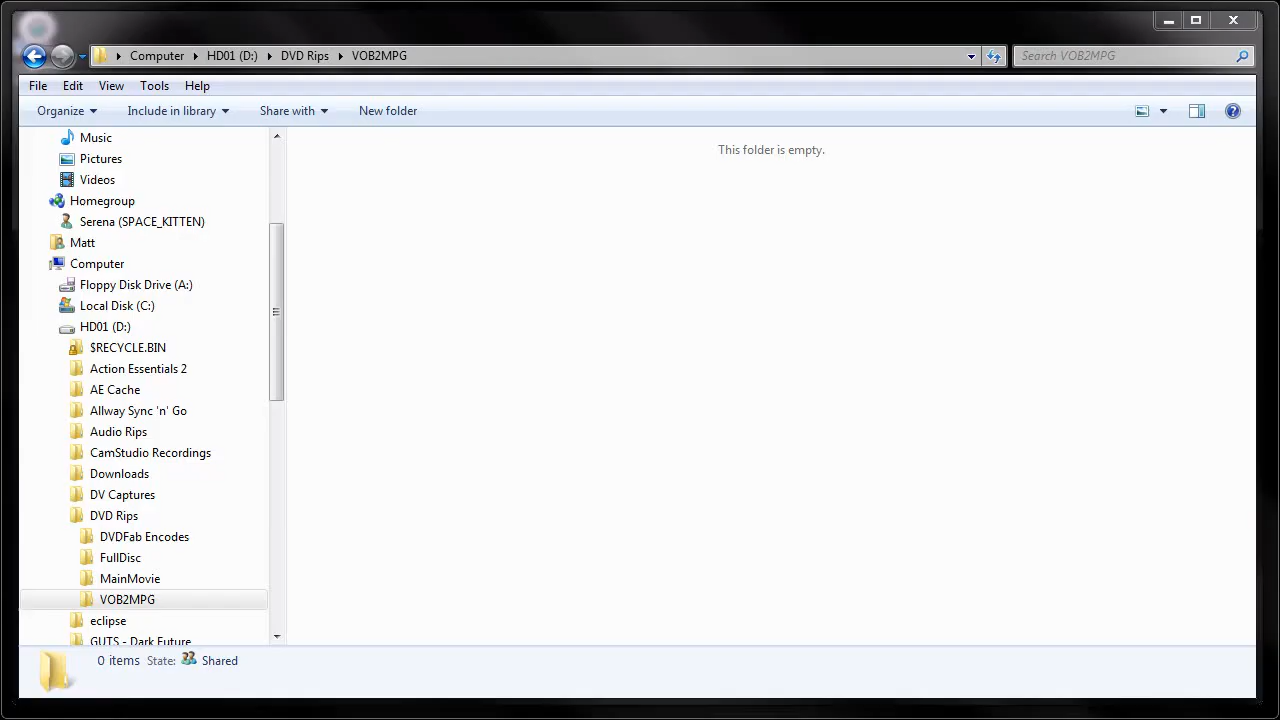 Computer HD01 (D:) DVD Rips VOB2MPG Search VOB2MPG
File Edit View Tools Help
Organize Include in library Share with New folder
This folder is empty.
Music
Pictures
Videos
Homegroup
Serena (SPACE_KITTEN)
Matt
Computer
Floppy Disk Drive (A:)
Local Disk (C:)
HD01 (D:)
$RECYCLE.BIN
Action Essentials 2
AE Cache
Allway Sync 'n' Go
Audio Rips
CamStudio Recordings
Downloads
DV Captures
DVD Rips
DVDFab Encodes
FullDisc
MainMovie
VOB2MPG
eclipse
GUTS - Dark Future
0 items State: Shared